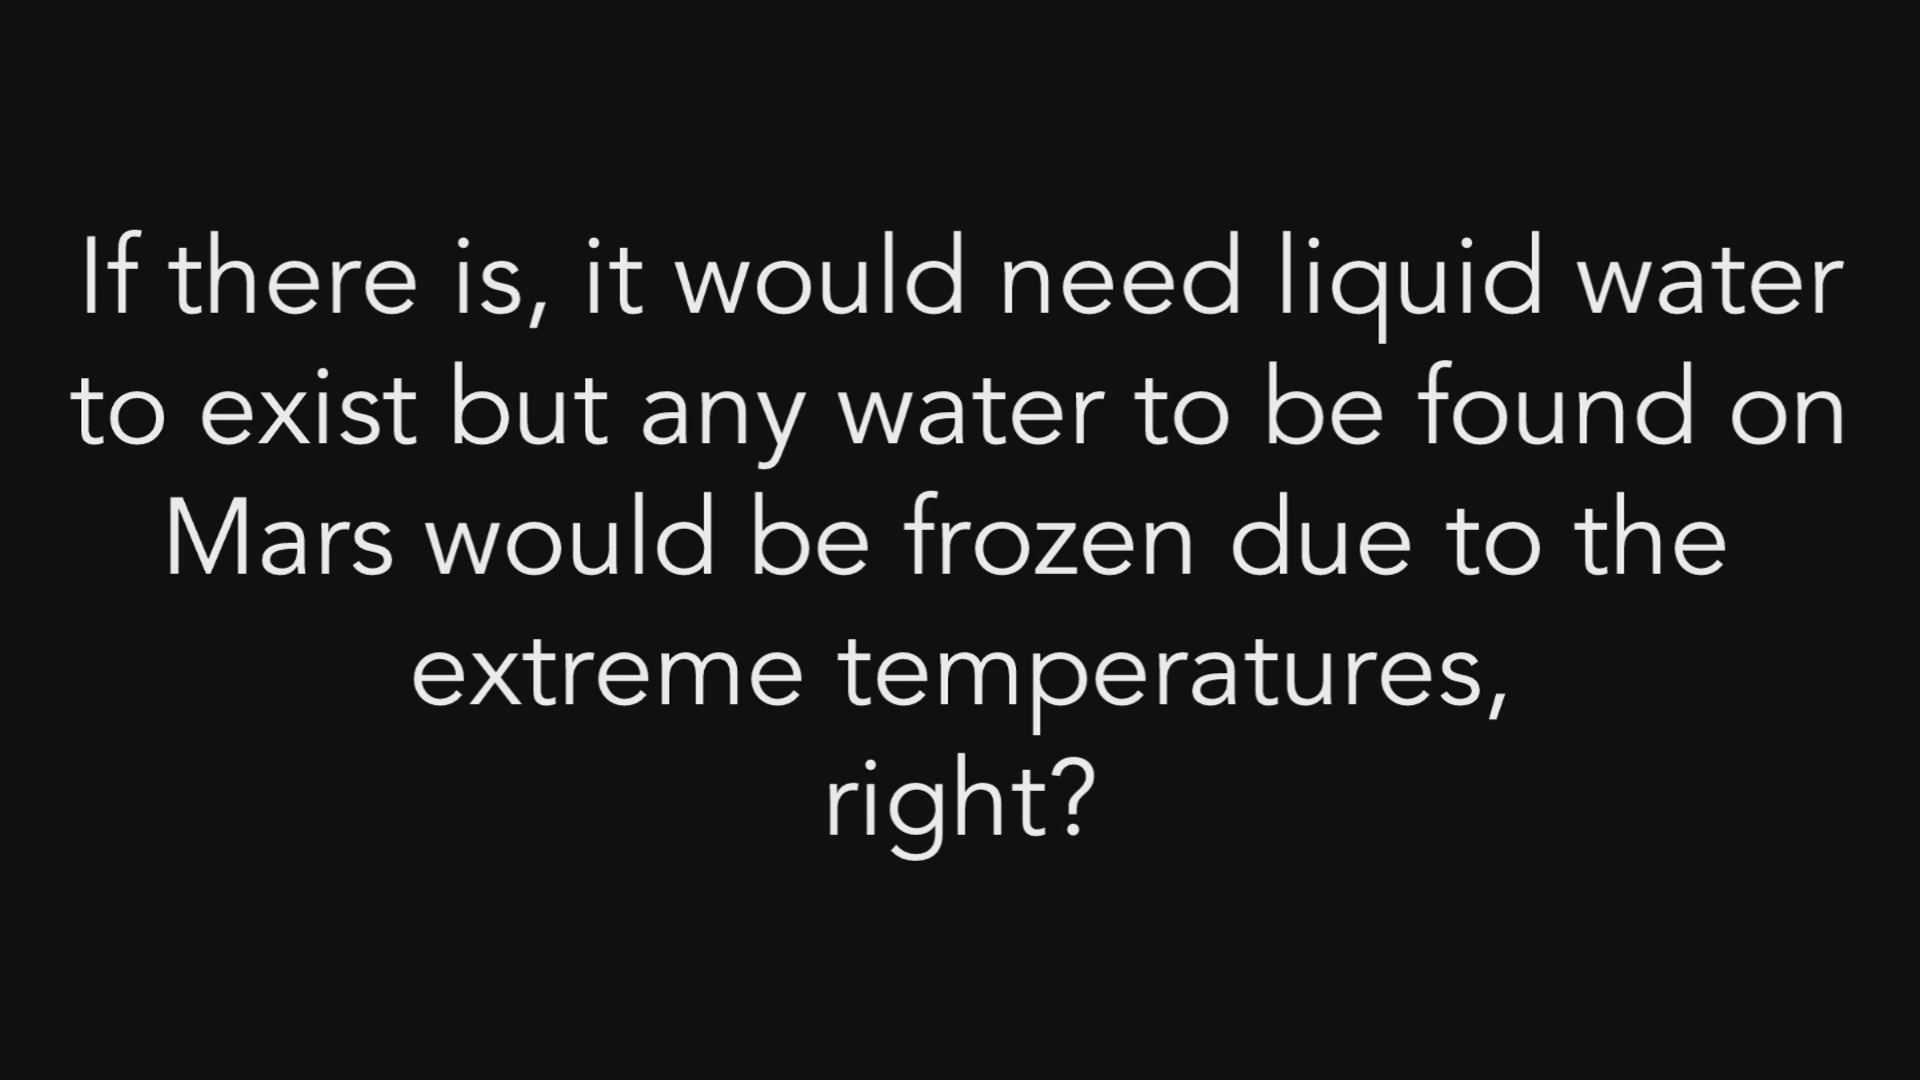 If there is, it would need liquid water
to exist but any water to be found on
Mars would be frozen due to the
extreme temperatures,
right?